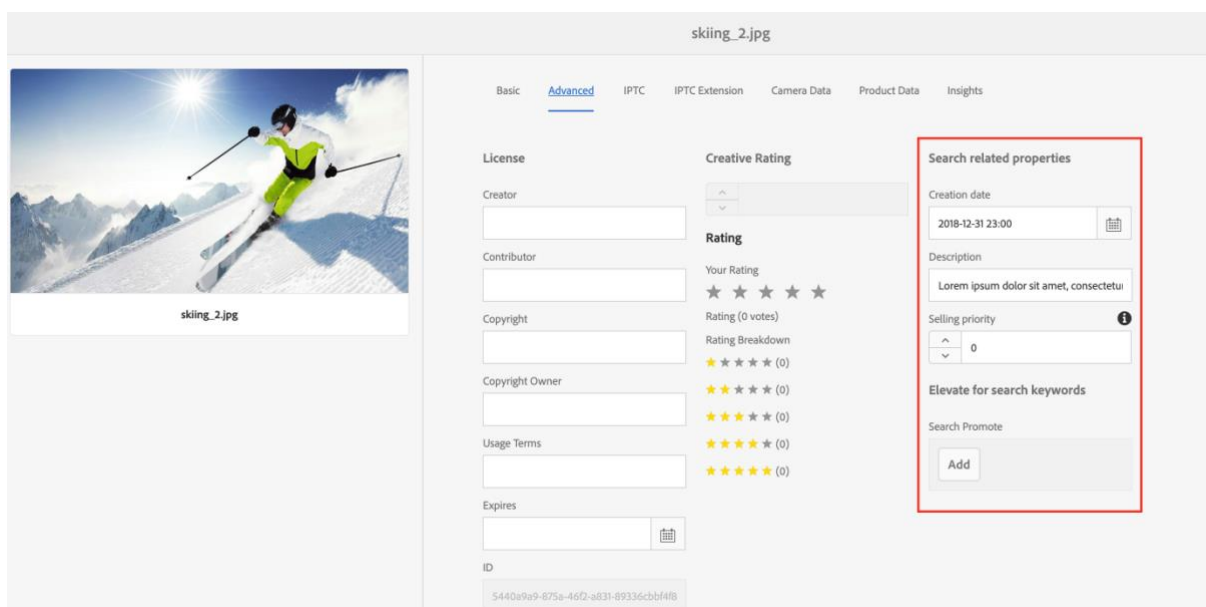 skiing_2.jpg
Basic Advanced IPTC IPTC Extension Camera Data Product Data Insights
skiing_2.jpg
License
Creator
Contributor
Copyright
Copyright Owner
Usage Terms
Expires
ID
5440a9a9-875a-46f2-a831-89336cbbf4f8
Creative Rating
Rating
Your Rating
Rating (0 votes)
Rating Breakdown
(0)
(0)
(0)
(0)
(0)
Search related properties
Creation date
2018-12-31 23:00
Description
Lorem ipsum dolor sit amet, consectetu
Selling priority
0
Elevate for search keywords
Search Promote
Add